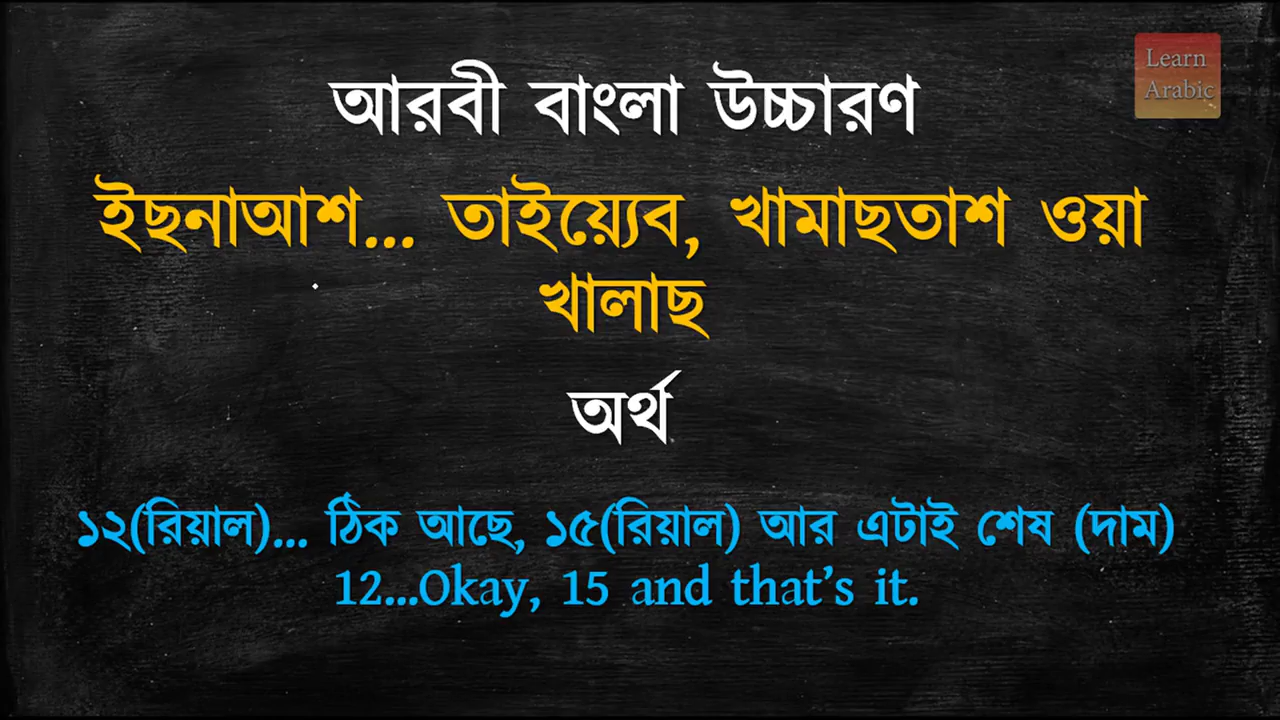 Learn
Arabic
আরবী বাংলা উচ্চারণ
ইছনাআশ... তাইয়্যেব, খামাছতাশ ওয়া
খালাছ
অর্থ
১২(রিয়াল)... ঠিক আছে, ১৫(রিয়াল) আর এটাই শেষ (দাম)
12...Okay, 15 and that’s it.